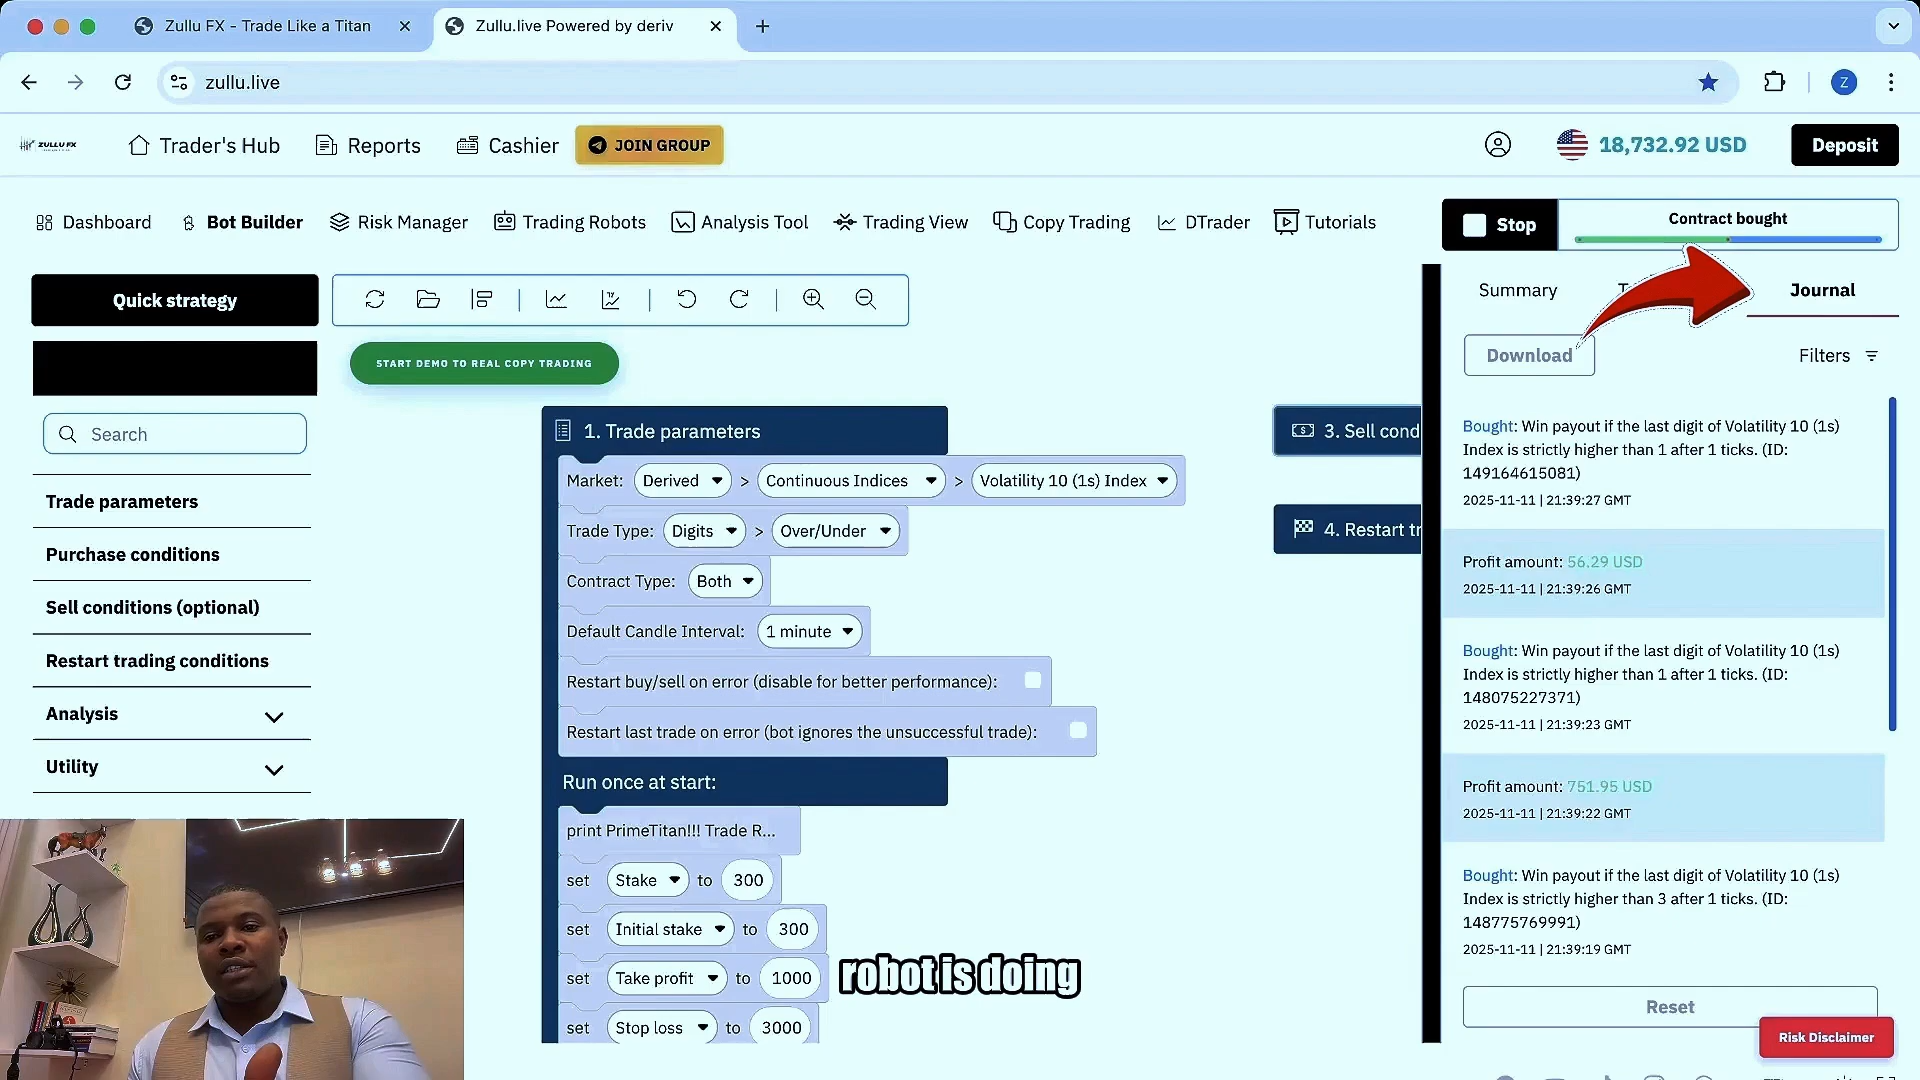 Zullu FX - Trade Like a Titan
Zullu.live Powered by deriv
zullu.live
Z
ZULLU FX
Trader's Hub
Reports
Cashier
JOIN GROUP
18,732.92 USD
Deposit
Dashboard
Bot Builder
Risk Manager
Trading Robots
Analysis Tool
Trading View
Copy Trading
DTrader
Tutorials
Stop
Contract bought
Quick strategy
Summary
Journal
START DEMO TO REAL COPY TRADING
Download
Filters
Search
Trade parameters
Purchase conditions
Sell conditions (optional)
Restart trading conditions
Analysis
Utility
1. Trade parameters
Market: Derived > Continuous Indices > Volatility 10 (1s) Index
Trade Type: Digits > Over/Under
Contract Type: Both
Default Candle Interval: 1 minute
Restart buy/sell on error (disable for better performance):
Restart last trade on error (bot ignores the unsuccessful trade):
Run once at start:
print PrimeTitan!!! Trade R...
set Stake to 300
set Initial stake to 300
set Take profit to 1000
set Stop loss to 3000
3. Sell cond
4. Restart tr
robot is doing
Bought: Win payout if the last digit of Volatility 10 (1s)
Index is strictly higher than 1 after 1 ticks. (ID:
149164615081)
2025-11-11 | 21:39:27 GMT
Profit amount: 56.29 USD
2025-11-11 | 21:39:26 GMT
Bought: Win payout if the last digit of Volatility 10 (1s)
Index is strictly higher than 1 after 1 ticks. (ID:
148075227371)
2025-11-11 | 21:39:23 GMT
Profit amount: 751.95 USD
2025-11-11 | 21:39:22 GMT
Bought: Win payout if the last digit of Volatility 10 (1s)
Index is strictly higher than 3 after 1 ticks. (ID:
148775769991)
2025-11-11 | 21:39:19 GMT
Reset
Risk Disclaimer